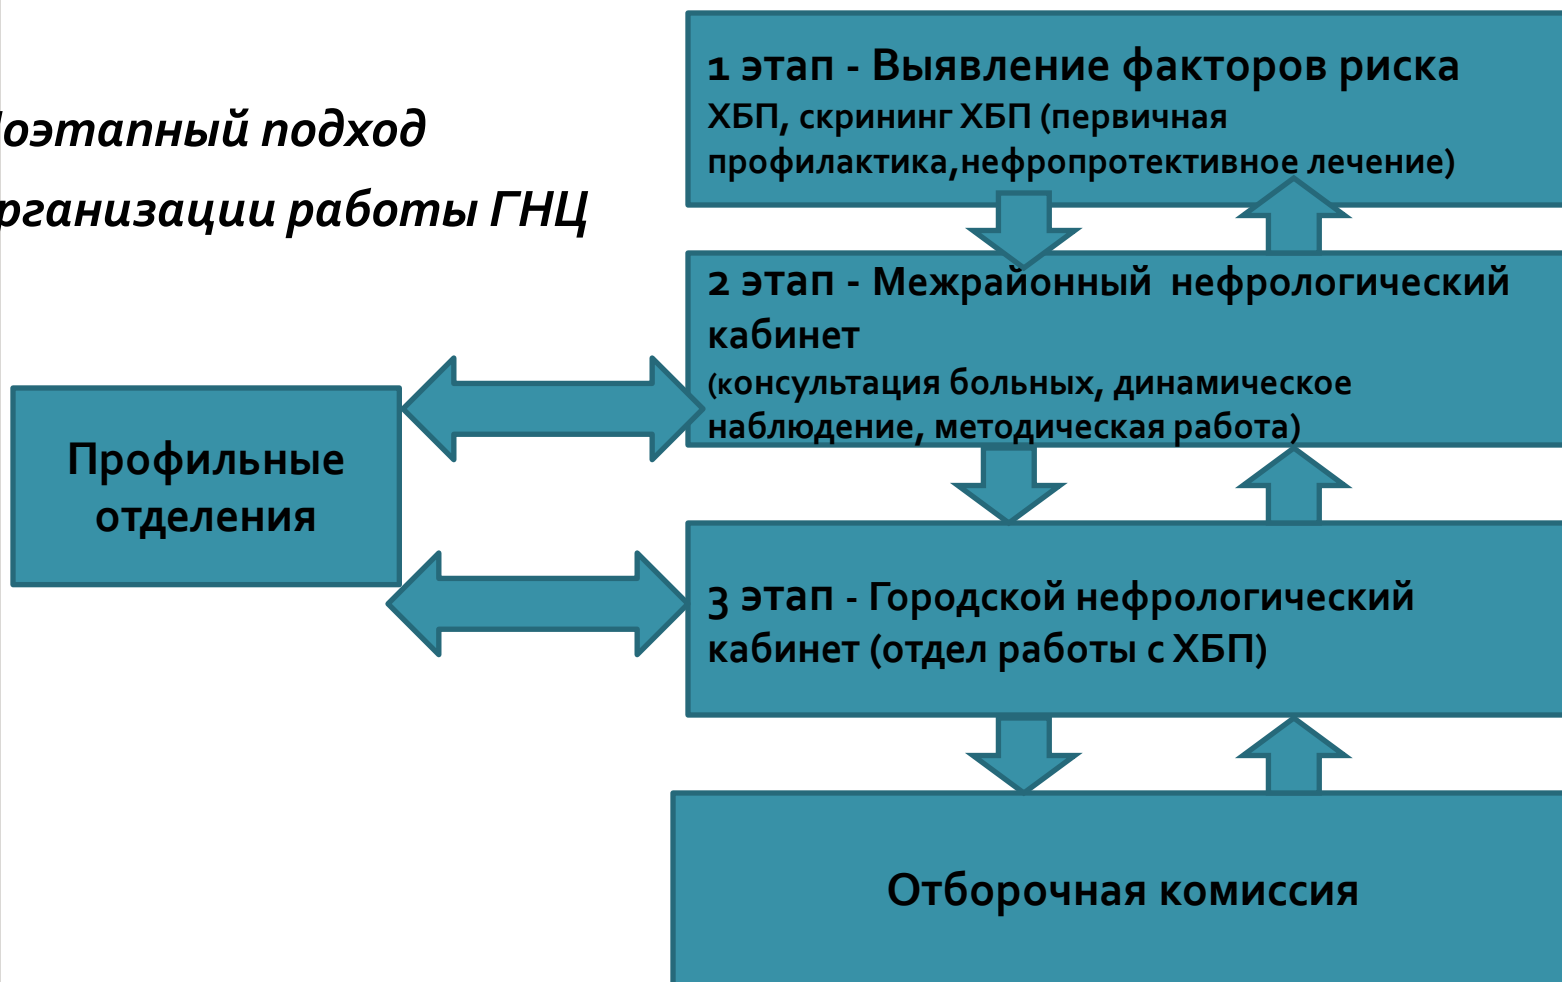 оэтапный подход
рганизации работы ГНЦ
1 этап - Выявление факторов риска
ХБП, скрининг ХБП (первичная
профилактика,нефропротективное лечение)
2 этап - Межрайонный нефрологический
кабинет
(консультация больных, динамическое
наблюдение, методическая работа)
Профильные
отделения
3 этап - Городской нефрологический
кабинет (отдел работы с ХБП)
Отборочная комиссия